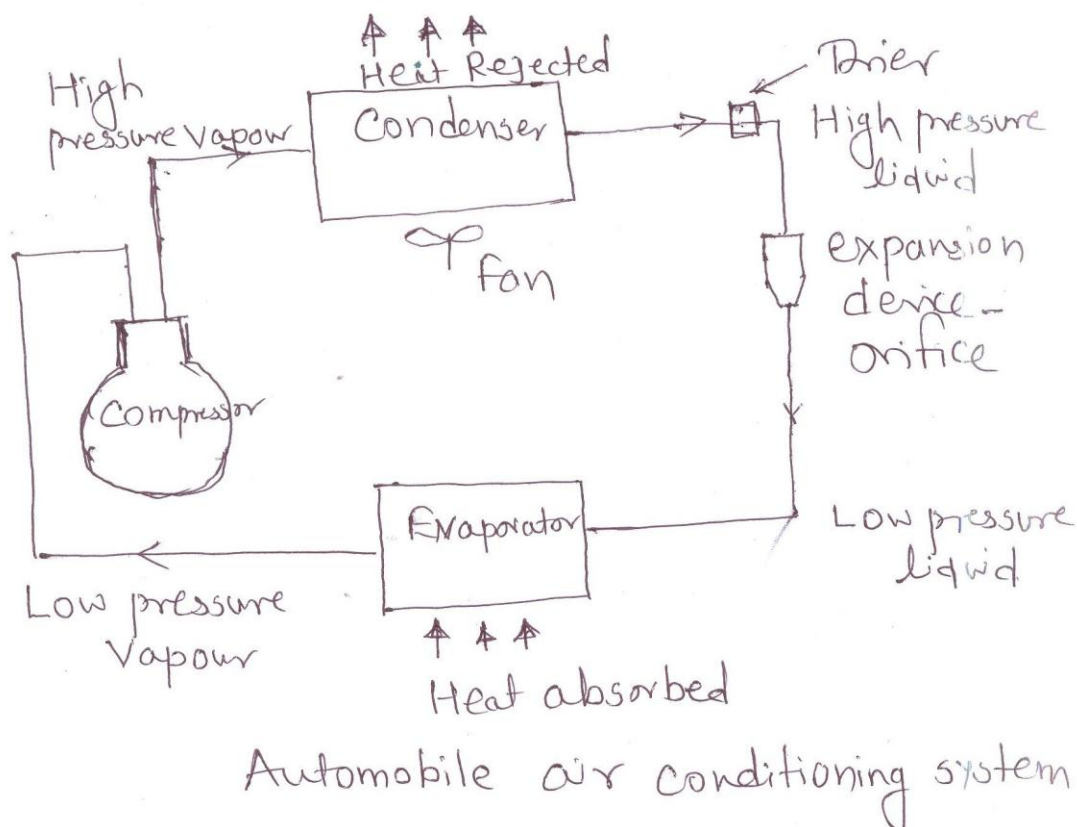 Heat Rejected
High
pressure vapour
Condenser
fan
Drier
High pressure
liquid
expansion
device-
orifice
Compressor
Evaporator
Low pressure
liquid
Low pressure
Vapour
Heat absorbed
Automobile air conditioning system